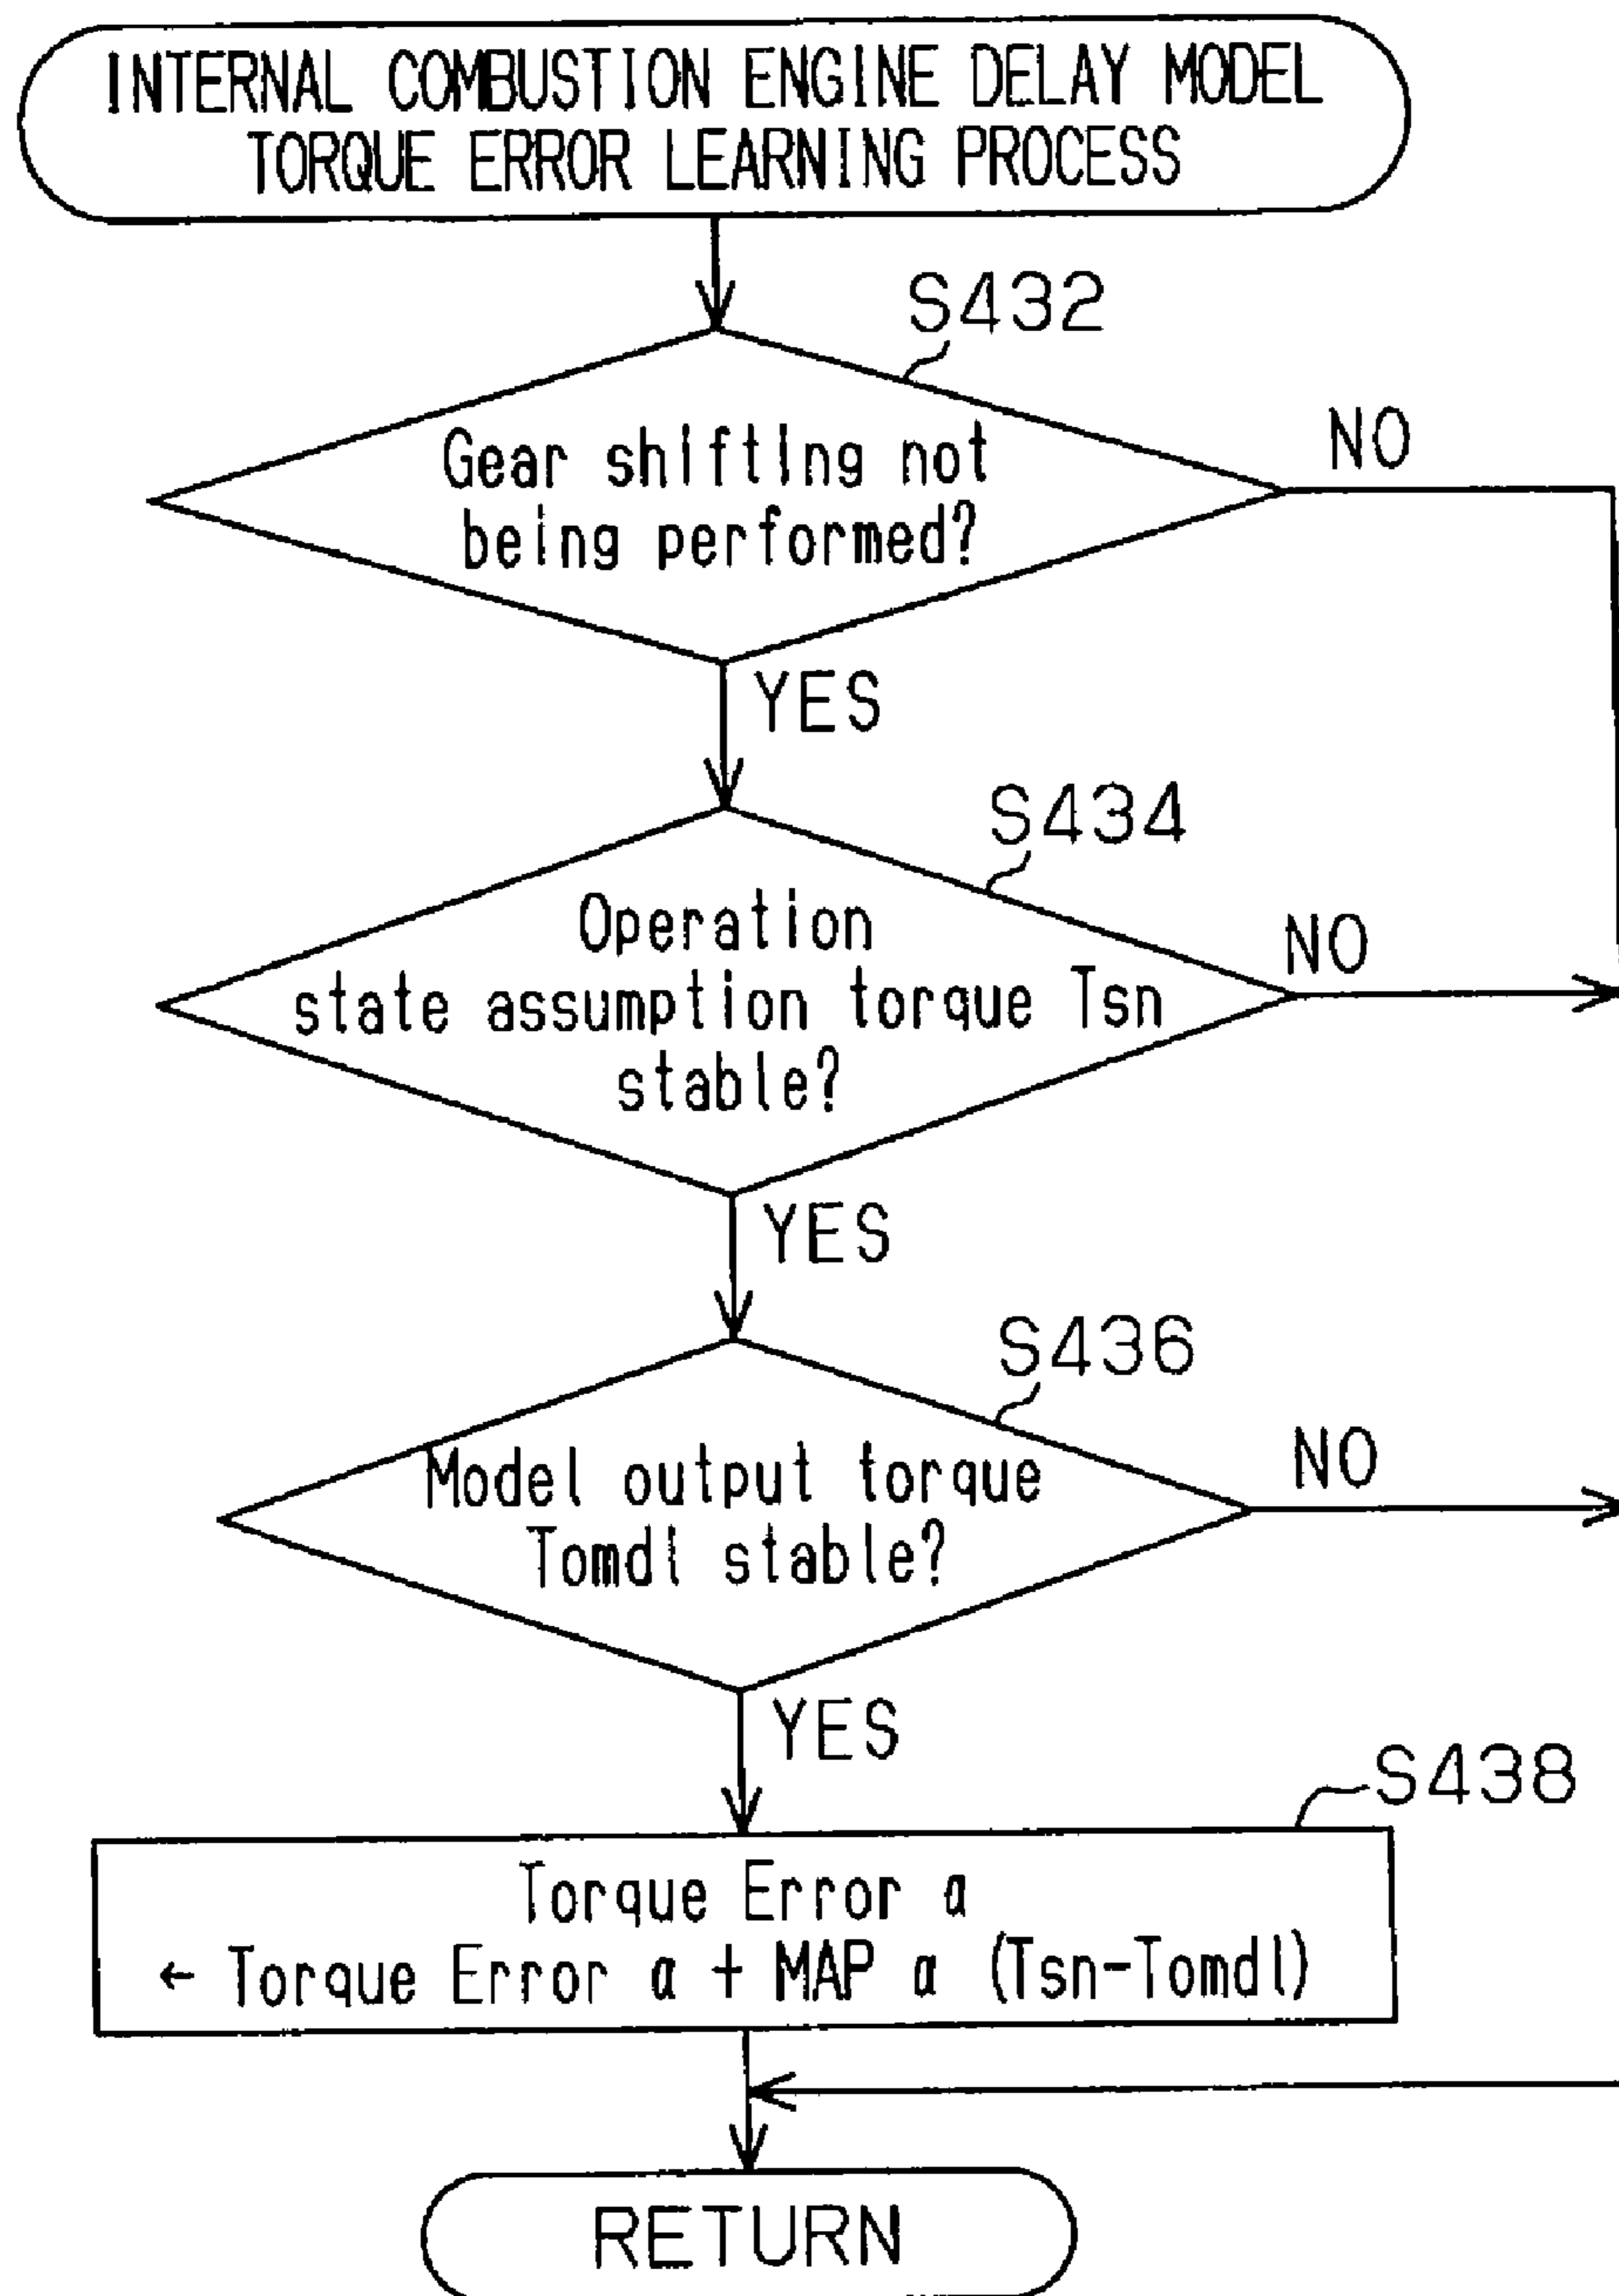 INTERNAL COMBUSTION ENGINE DELAY MODEL
TORQUE ERROR LEARNING PROCESS
S432
Gear shifting not
being performed?
NO
YES
S434
Operation
state assumption torque Tsn
stable?
NO
YES
S436
Model output torque
Tomdl stable?
NO
YES
S438
Torque Error α
← Torque Error α + MAP α (Tsn-Tomdl)
RETURN